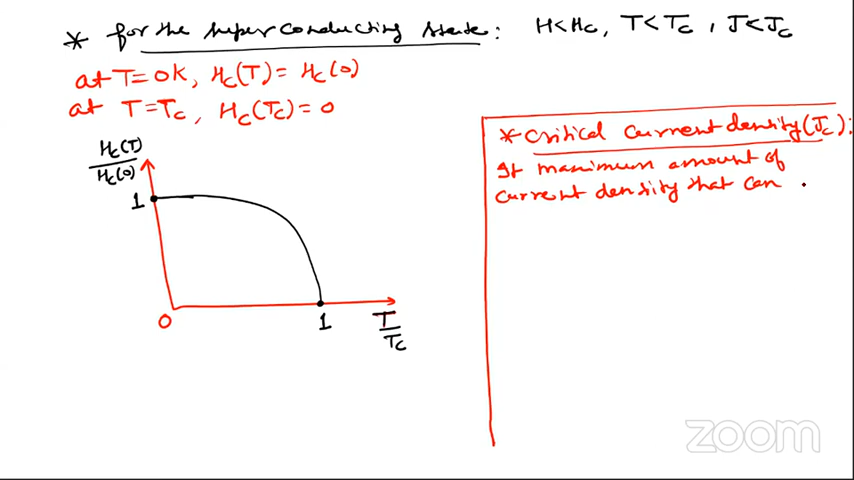 * for the superconducting state: H<Hc, T<Tc, J<Jc
at T=0K, Hc(T)= Hc(0)
at T=Tc, Hc(Tc)=0
* Critical current density(Jc):
It maximum amount of
current density that can
Hc(T)
Hc(0)
1
0
1
T
Tc
zoom